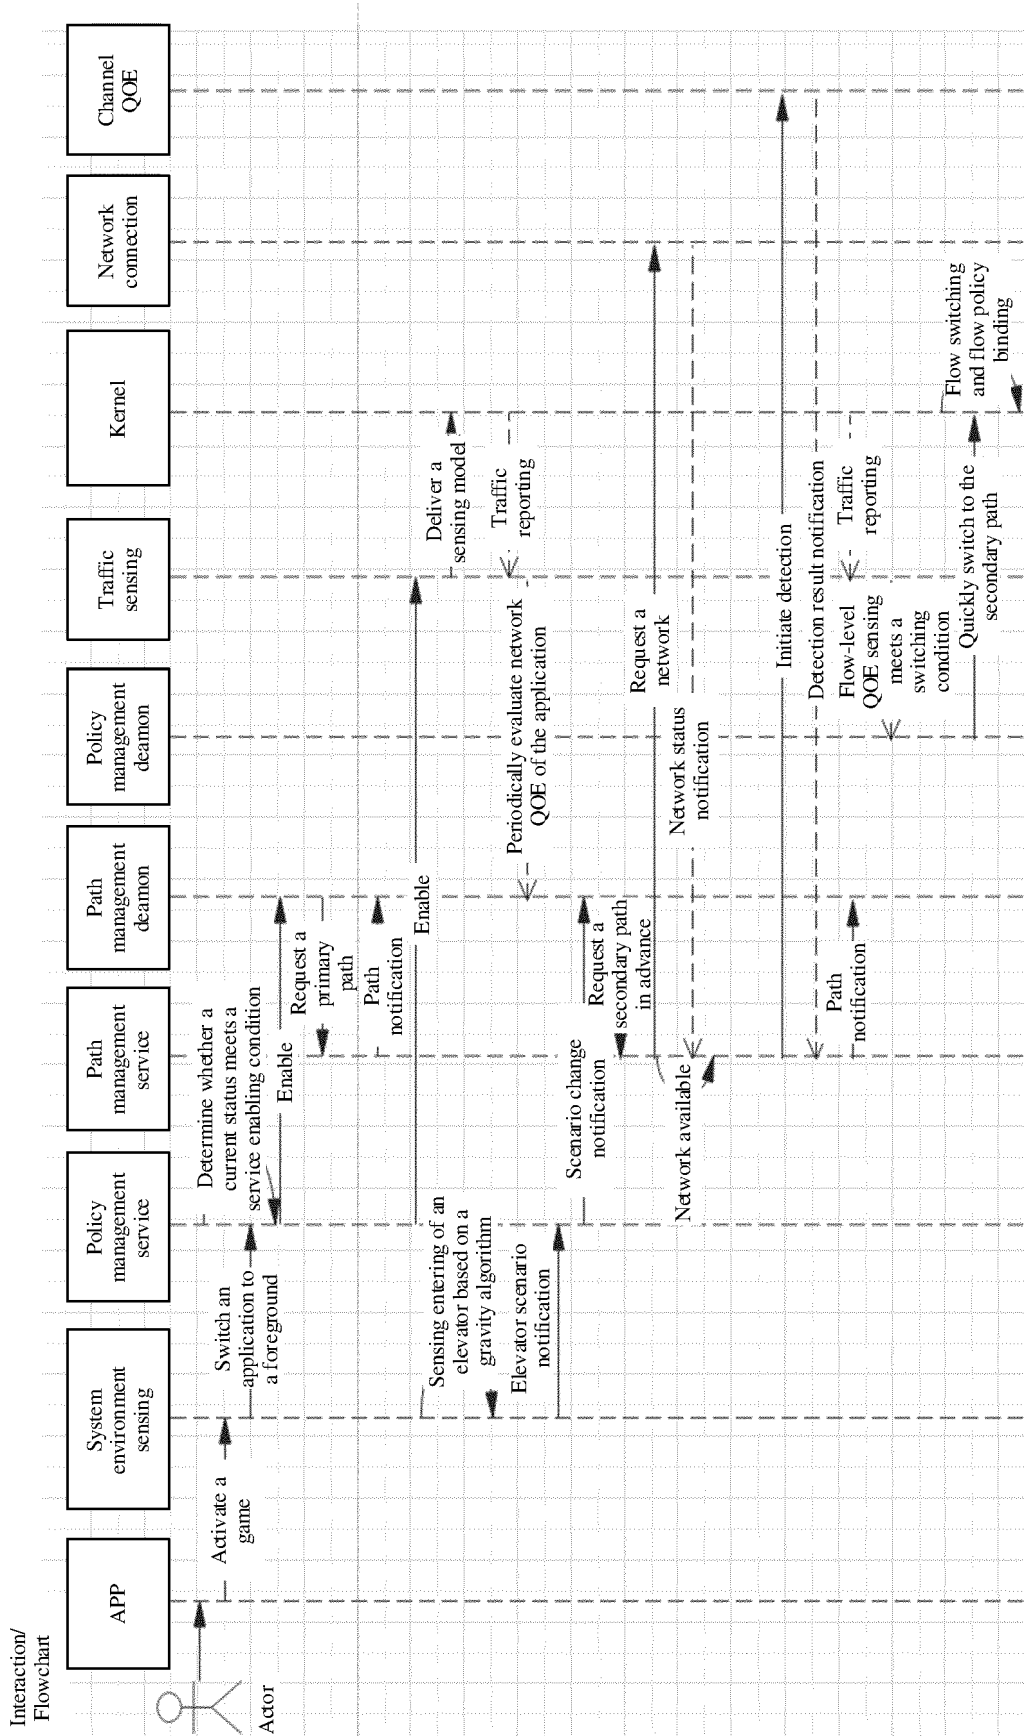 Interaction/
Flowchart
Actor
APP
System
environment
sensing
Policy
management
service
Path
management
service
Path
management
deamon
Policy
management
deamon
Traffic
sensing
Kernel
Network
connection
Channel
QOE
Activate a
game
Switch an
application to
a foreground
Determine whether a
current status meets a
service enabling condition
Enable
Request a
primary
path
Path
notification
Enable
Deliver a
sensing model
Traffic
reporting
Periodically evaluate network
QOE of the application
Sensing entering of an
elevator based on a
gravity algorithm
Elevator scenario
notification
Scenario change
notification
Request a
secondary path
in advance
Request a
network
Network status
notification
Network available
Initiate detection
Detection result notification
Path
notification
Traffic
reporting
Flow-level
QOE sensing
meets a
switching
condition
Quickly switch to the
secondary path
Flow switching
and flow policy
binding